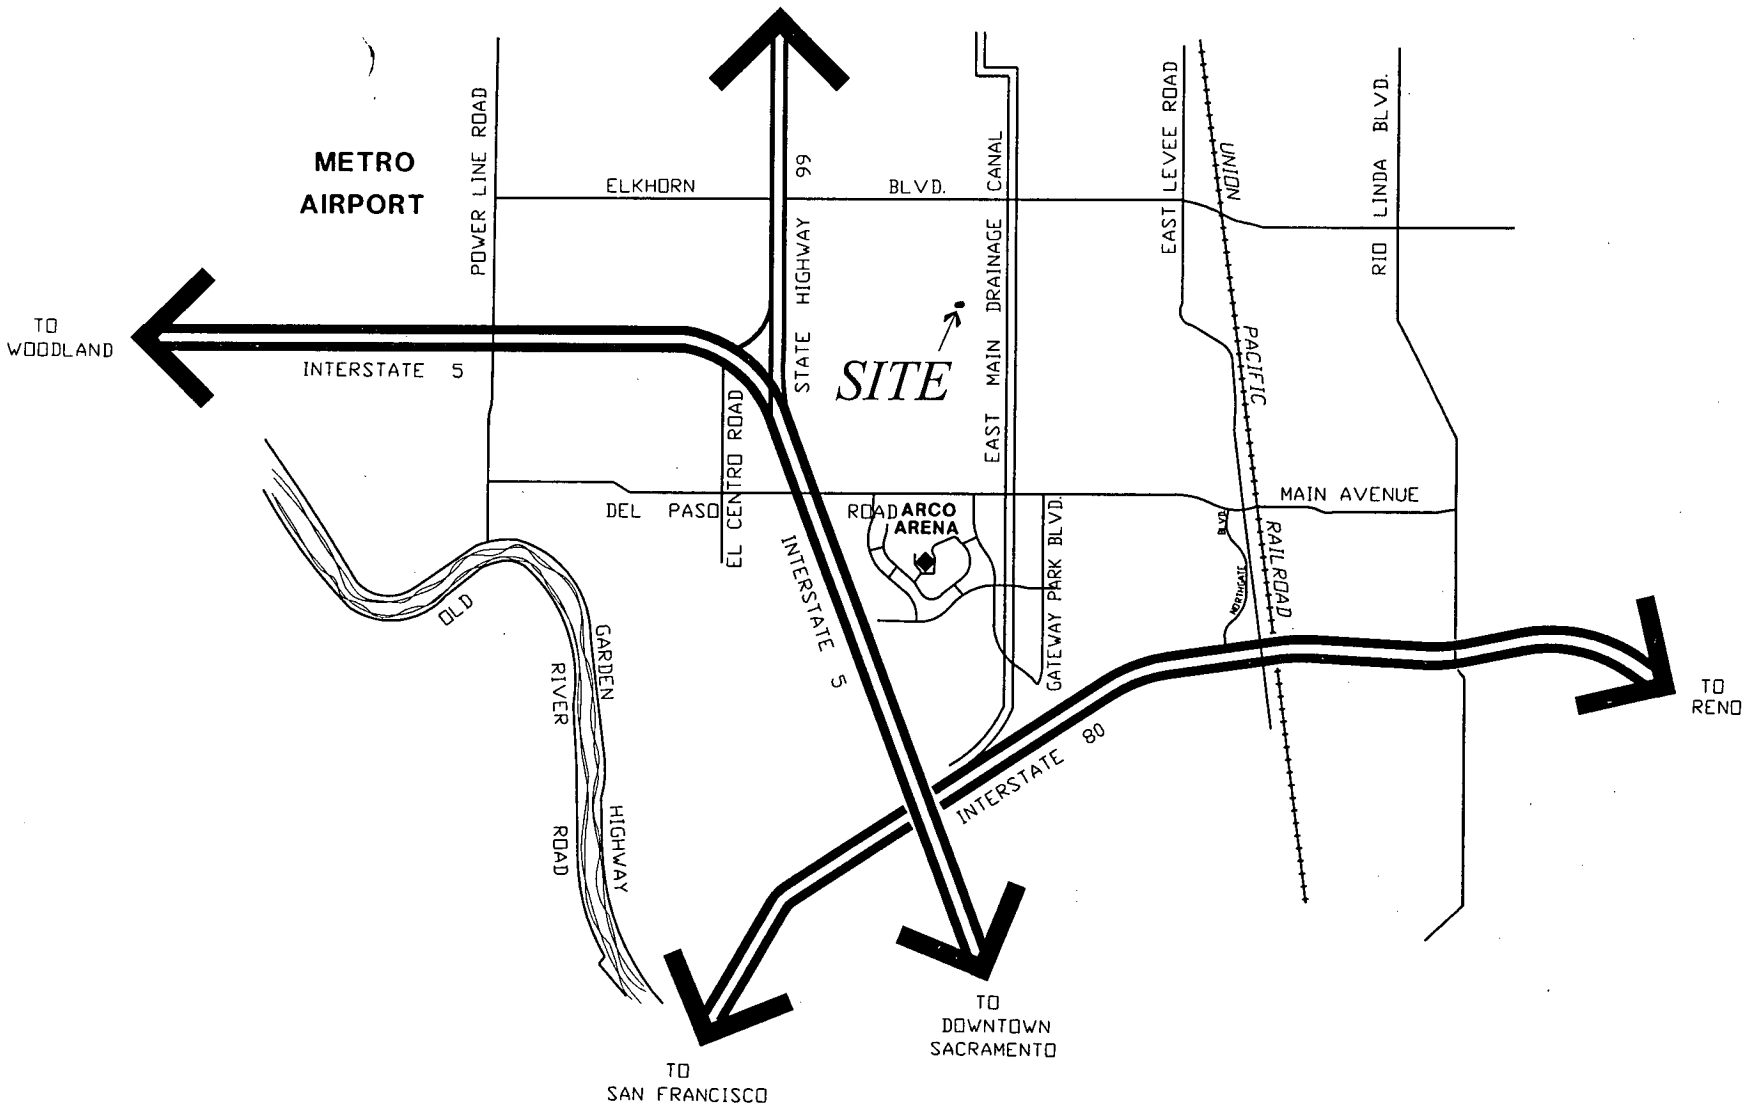 METRO
AIRPORT
POWER LINE ROAD
ELKHORN BLVD.
STATE HIGHWAY 99
EAST MAIN DRAINAGE CANAL
EAST LEVEE ROAD
UNION PACIFIC RAILROAD
RIO LINDA BLVD.
TO
WOODLAND
INTERSTATE 5
SITE
EL CENTRO ROAD
DEL PASO ROAD
ARCO
ARENA
MAIN AVENUE
BLVD.
NORTHGATE
GATEWAY PARK BLVD.
INTERSTATE 5
OLD
RIVER
ROAD
GARDEN
HIGHWAY
INTERSTATE 80
TO
RENO
TO
DOWNTOWN
SACRAMENTO
TO
SAN FRANCISCO